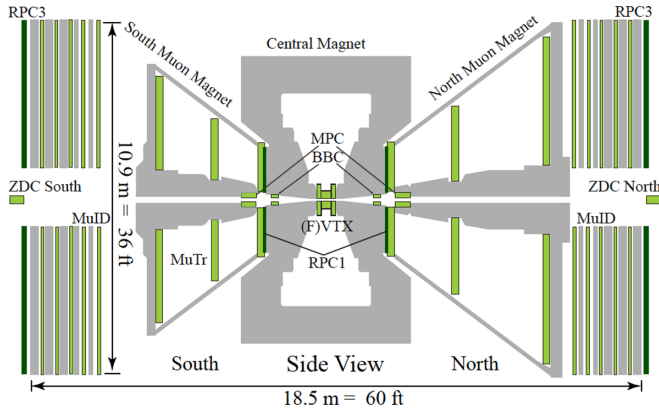 RPC3
RPC3
South Muon Magnet
Central Magnet
North Muon Magnet
MPC
BBC
ZDC South
ZDC North
10.9 m = 36 ft
MuID
MuID
(F)VTX
MuTr
RPC1
South
Side View
North
18.5 m = 60 ft